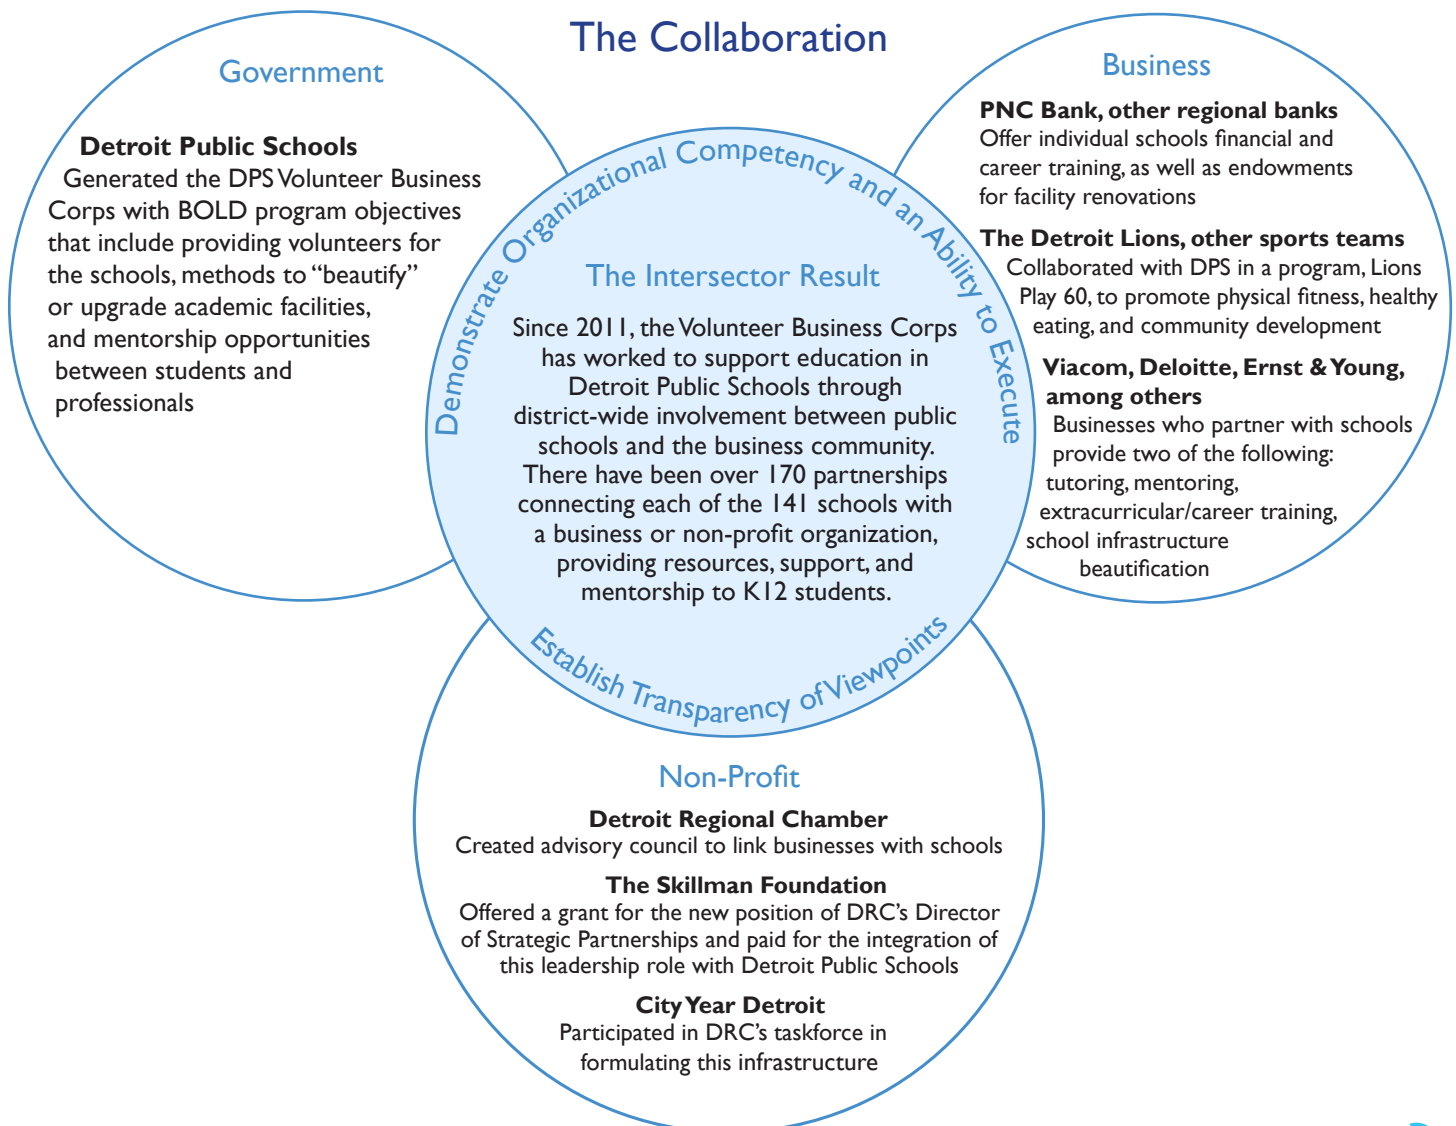 The Collaboration
Government
Detroit Public Schools
Generated the DPS Volunteer Business
Corps with BOLD program objectives
that include providing volunteers for
the schools, methods to “beautify”
or upgrade academic facilities,
and mentorship opportunities
between students and
professionals
Business
PNC Bank, other regional banks
Offer individual schools financial and
career training, as well as endowments
for facility renovations
The Detroit Lions, other sports teams
Collaborated with DPS in a program, Lions
Play 60, to promote physical fitness, healthy
eating, and community development
Viacom, Deloitte, Ernst & Young,
among others
Businesses who partner with schools
provide two of the following:
tutoring, mentoring,
extracurricular/career training,
school infrastructure
beautification
Demonstrate Organizational Competency and an Ability to Execute
The Intersector Result
Since 2011, the Volunteer Business Corps
has worked to support education in
Detroit Public Schools through
district-wide involvement between public
schools and the business community.
There have been over 170 partnerships
connecting each of the 141 schools with
a business or non-profit organization,
providing resources, support, and
mentorship to K12 students.
Establish Transparency of Viewpoints
Non-Profit
Detroit Regional Chamber
Created advisory council to link businesses with schools
The Skillman Foundation
Offered a grant for the new position of DRC’s Director
of Strategic Partnerships and paid for the integration of
this leadership role with Detroit Public Schools
City Year Detroit
Participated in DRC’s taskforce in
formulating this infrastructure